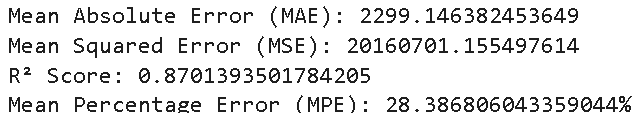 Mean Absolute Error (MAE): 2299.146382453649
Mean Squared Error (MSE): 20160701.155497614
R² Score: 0.8701393501784205
Mean Percentage Error (MPE): 28.386806043359044%